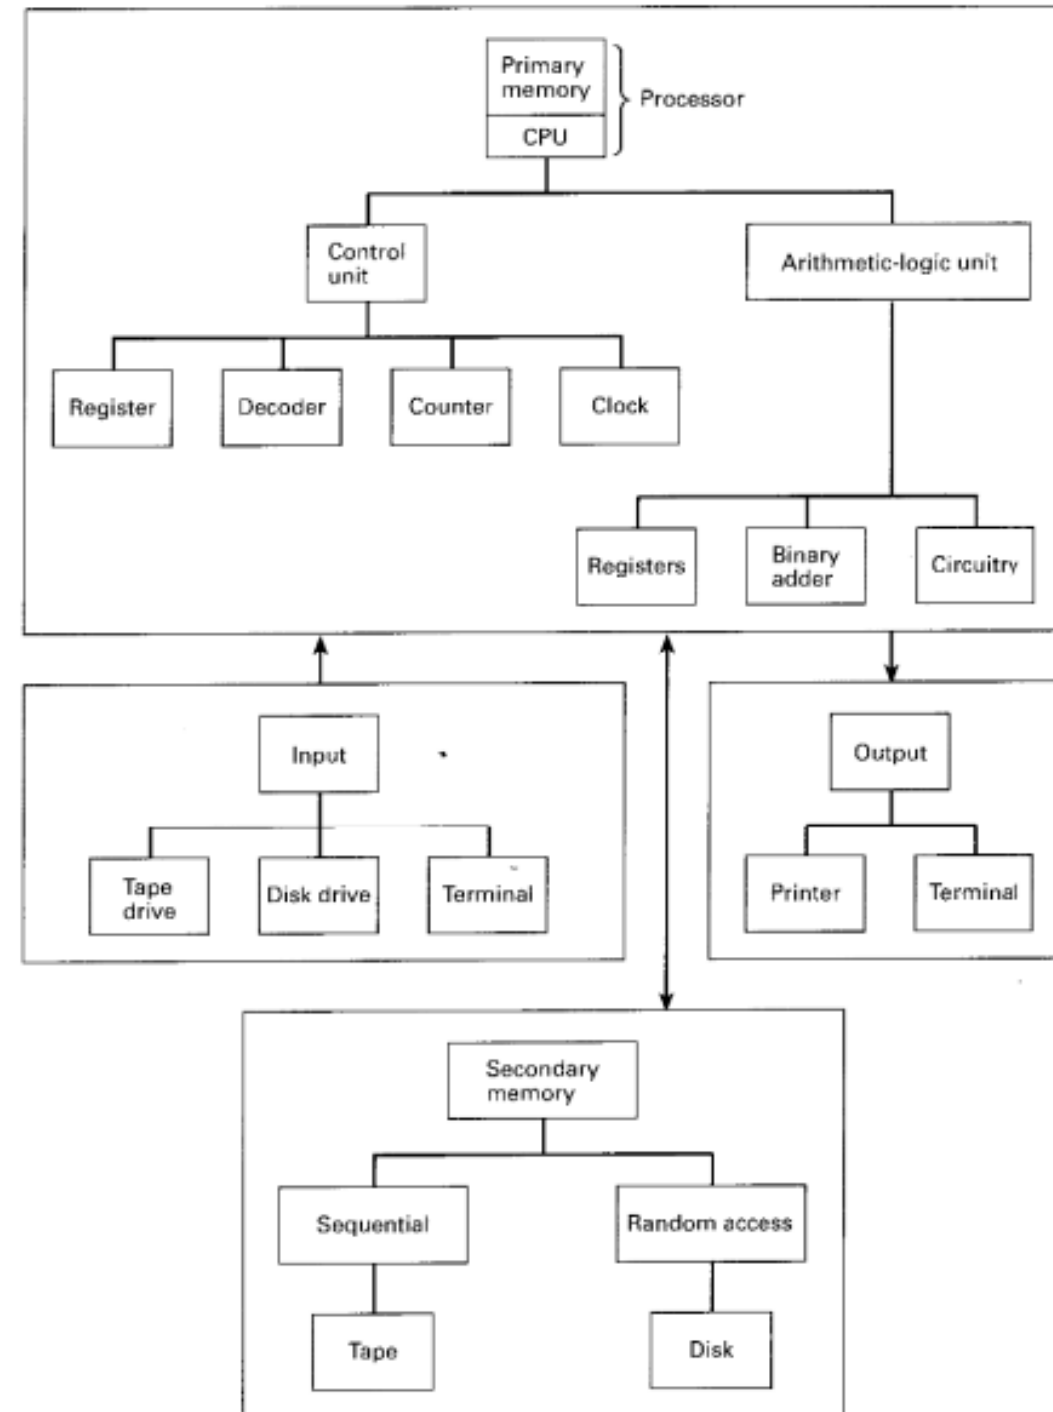 Primary
memory
CPU
Processor
Control
unit
Arithmetic-logic unit
Register
Decoder
Counter
Clock
Registers
Binary
adder
Circuitry
Input
Tape
drive
Disk drive
Terminal
Output
Printer
Terminal
Secondary
memory
Sequential
Random access
Tape
Disk